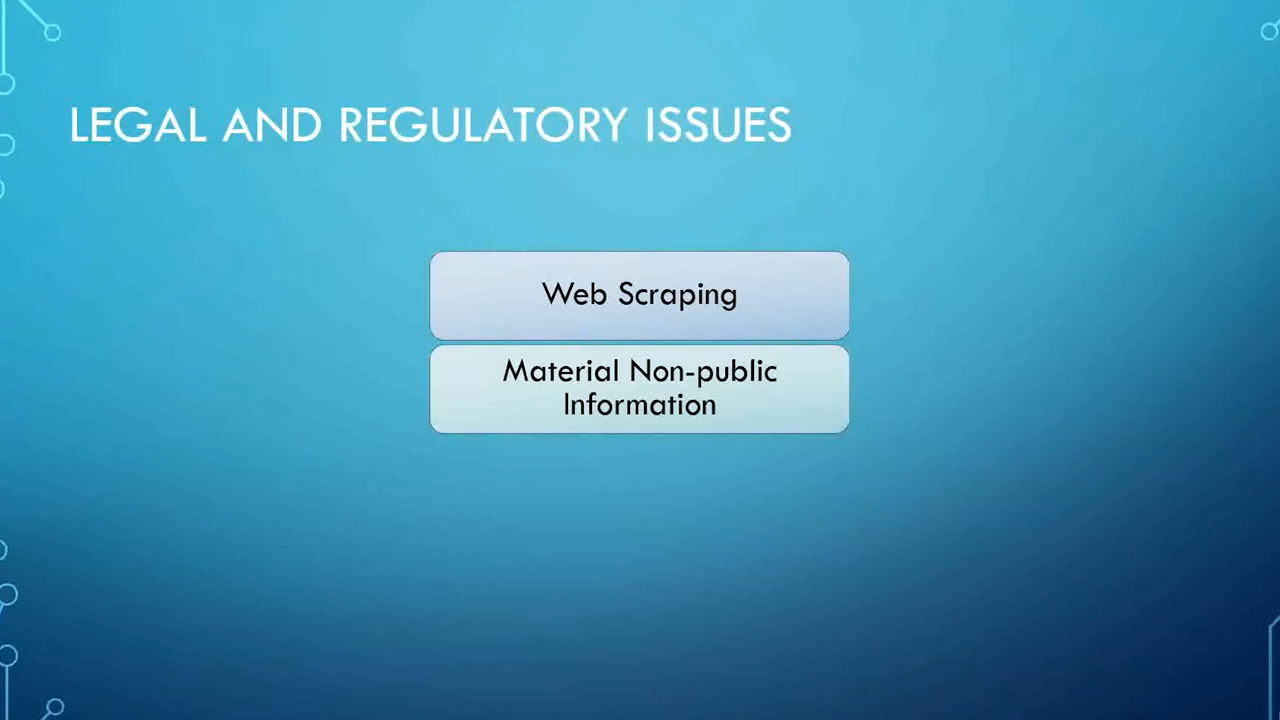 LEGAL AND REGULATORY ISSUES
Web Scraping
Material Non-public
Information